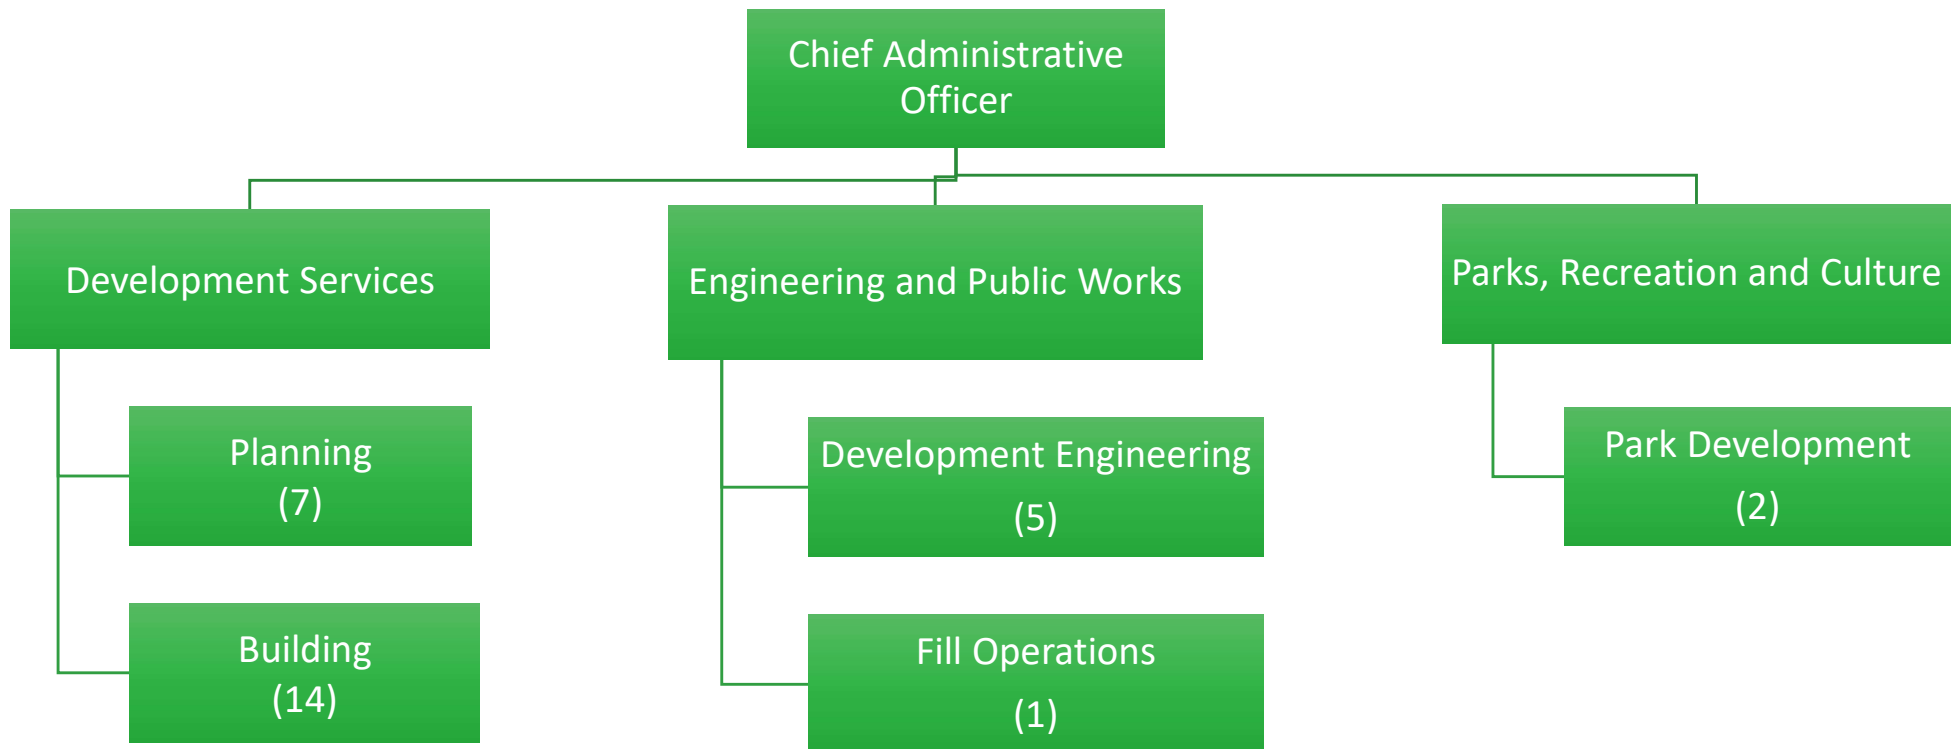 Chief Administrative
Officer
Development Services
Engineering and Public Works
Parks, Recreation and Culture
Planning
(7)
Development Engineering
(5)
Park Development
(2)
Building
(14)
Fill Operations
(1)